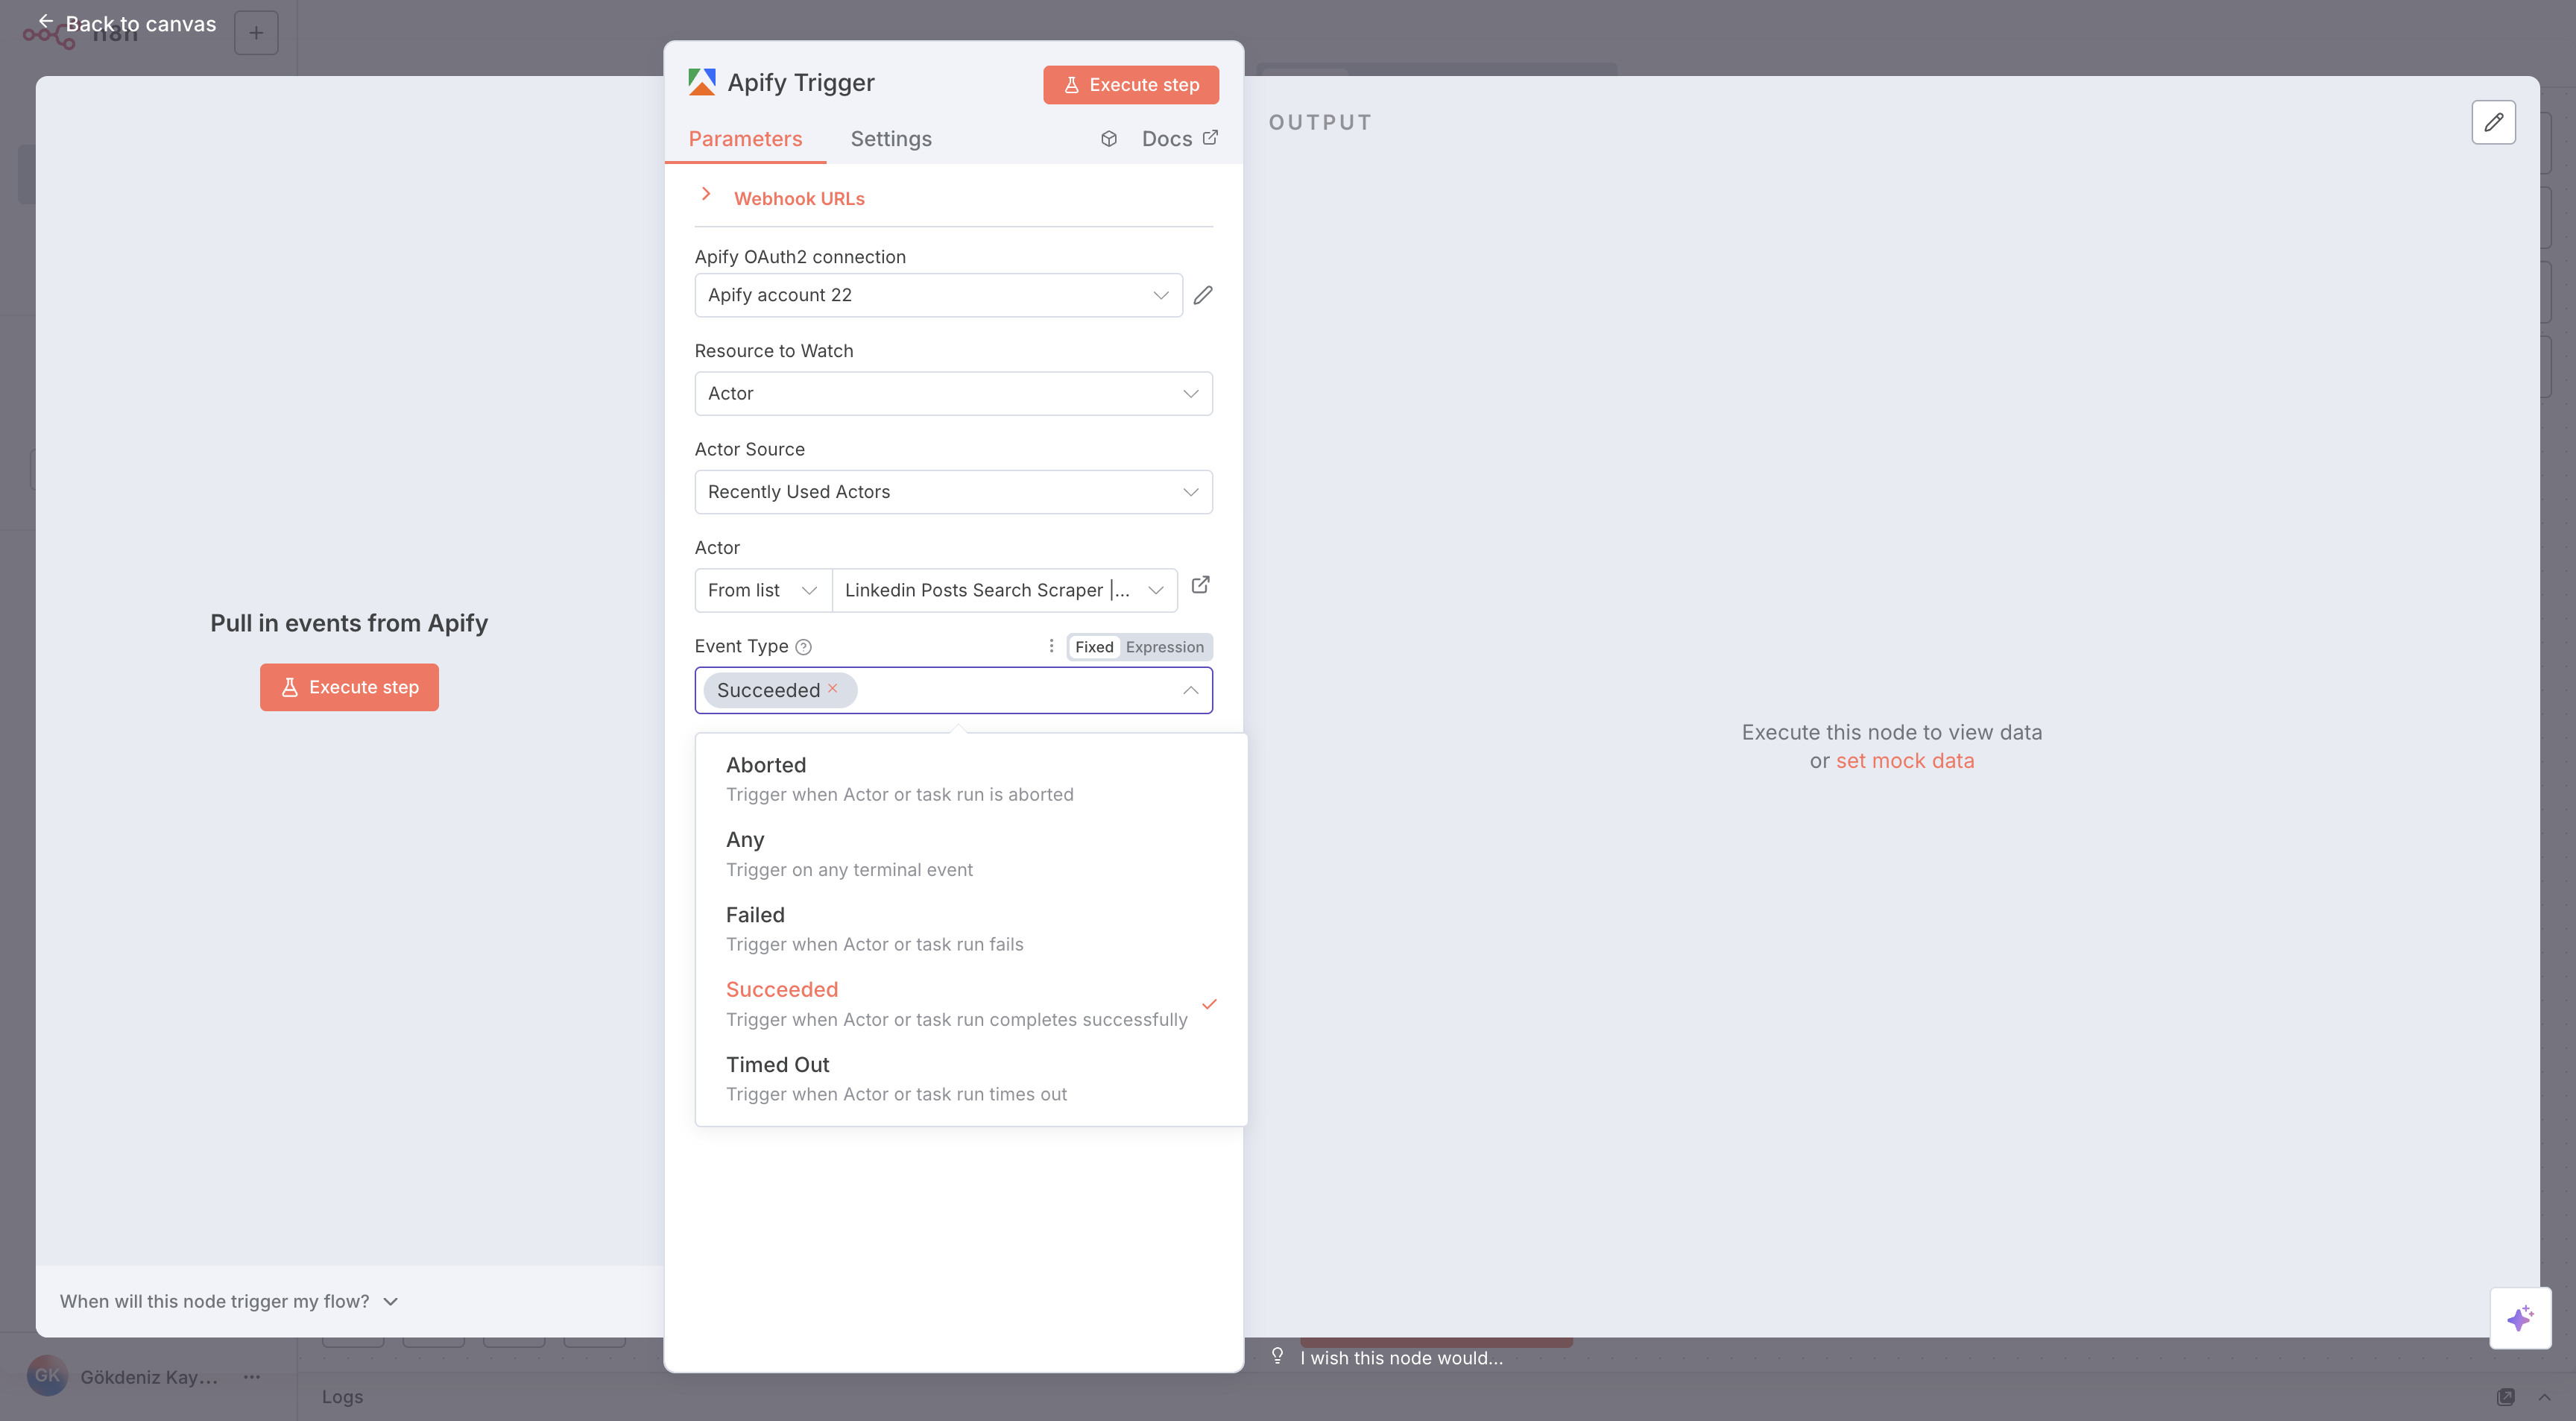 Back to canvas
n8n
Apify Trigger
Execute step
Parameters
Settings
Docs
Webhook URLs
Apify OAuth2 connection
Apify account 22
Resource to Watch
Actor
Actor Source
Recently Used Actors
Actor
From list
Linkedin Posts Search Scraper |...
Event Type
Fixed
Expression
Succeeded
Aborted
Trigger when Actor or task run is aborted
Any
Trigger on any terminal event
Failed
Trigger when Actor or task run fails
Succeeded
Trigger when Actor or task run completes successfully
Timed Out
Trigger when Actor or task run times out
Pull in events from Apify
Execute step
When will this node trigger my flow?
OUTPUT
Execute this node to view data
or set mock data
I wish this node would...
GK
Gökdeniz Kay...
Logs